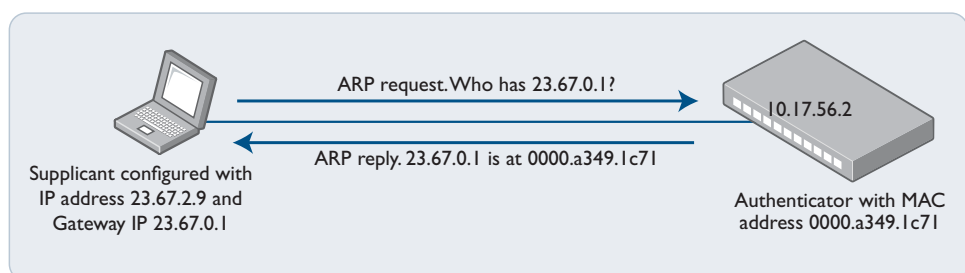 ARP request. Who has 23.67.0.1?
10.17.56.2
ARP reply. 23.67.0.1 is at 0000.a349.1c71
Supplicant configured with
IP address 23.67.2.9 and
Gateway IP 23.67.0.1
Authenticator with MAC
address 0000.a349.1c71